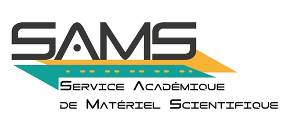 SAMS
Service Académique
de Matériel Scientifique